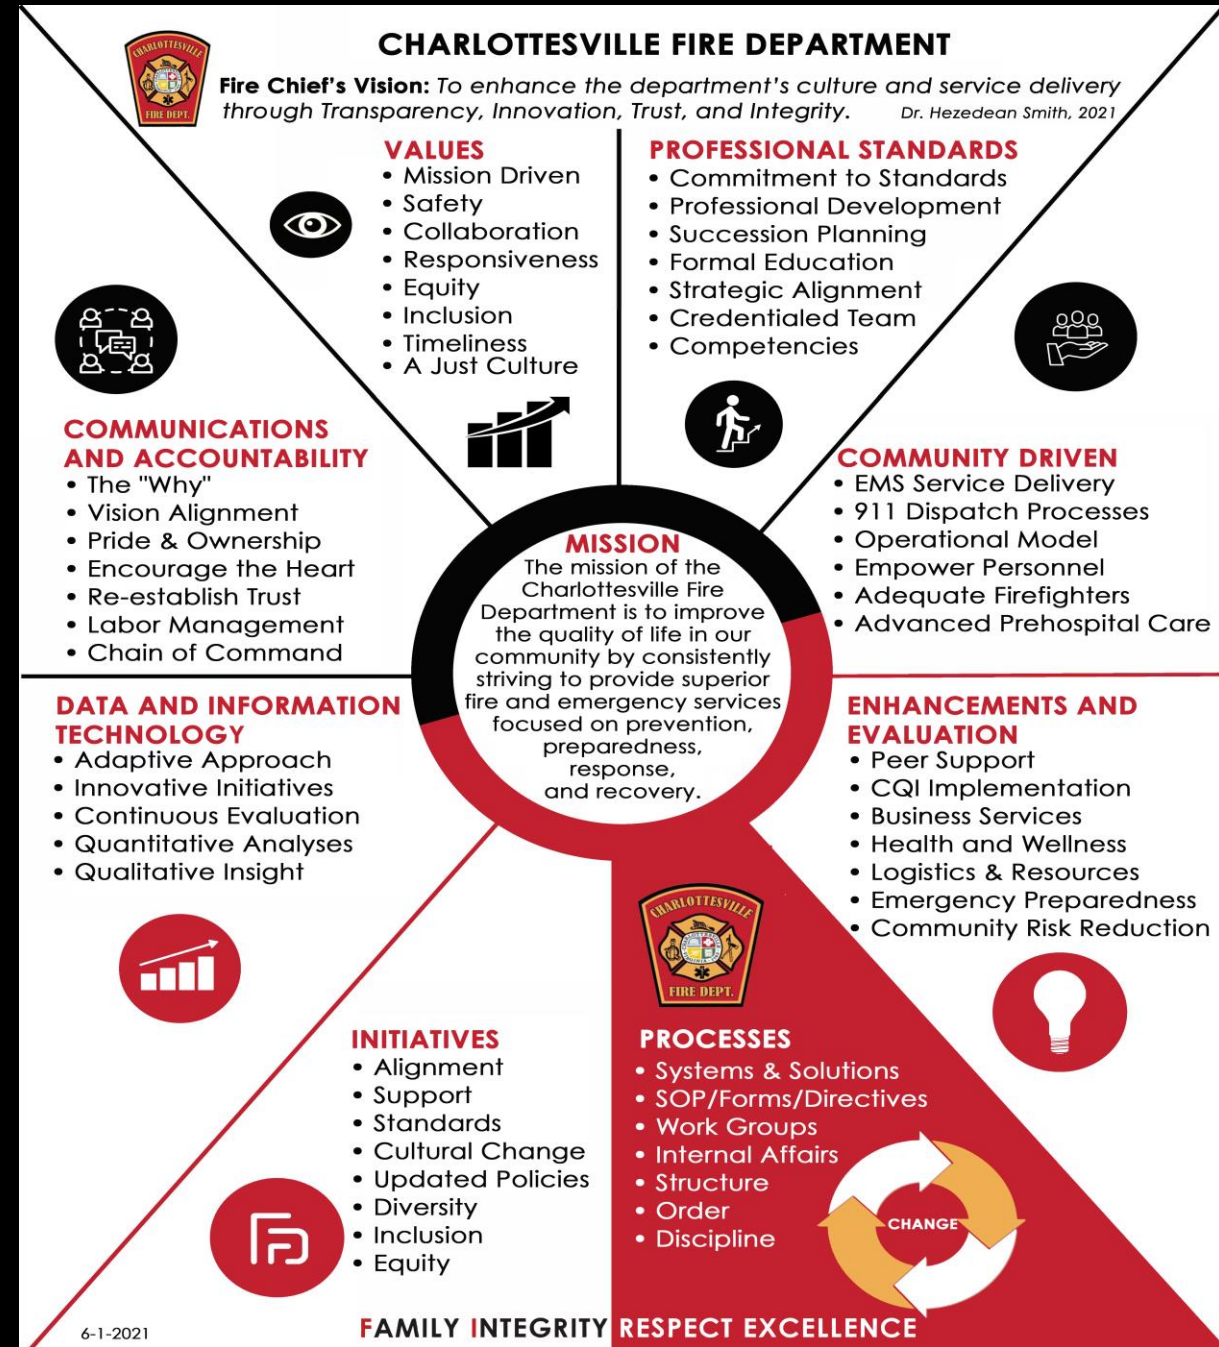 CHARLOTTESVILLE FIRE DEPARTMENT
CHARLOTTESVILLE
FIRE DEPT.
Fire Chief's Vision: To enhance the department's culture and service delivery
through Transparency, Innovation, Trust, and Integrity. Dr. Hezedean Smith, 2021
VALUES
• Mission Driven
• Safety
• Collaboration
• Responsiveness
• Equity
• Inclusion
• Timeliness
• A Just Culture
PROFESSIONAL STANDARDS
• Commitment to Standards
• Professional Development
• Succession Planning
• Formal Education
• Strategic Alignment
• Credentialed Team
• Competencies
COMMUNICATIONS
AND ACCOUNTABILITY
• The "Why"
• Vision Alignment
• Pride & Ownership
• Encourage the Heart
• Re-establish Trust
• Labor Management
• Chain of Command
COMMUNITY DRIVEN
• EMS Service Delivery
• 911 Dispatch Processes
• Operational Model
• Empower Personnel
• Adequate Firefighters
• Advanced Prehospital Care
MISSION
The mission of the
Charlottesville Fire
Department is to improve
the quality of life in our
community by consistently
striving to provide superior
fire and emergency services
focused on prevention,
preparedness,
response,
and recovery.
DATA AND INFORMATION
TECHNOLOGY
• Adaptive Approach
• Innovative Initiatives
• Continuous Evaluation
• Quantitative Analyses
• Qualitative Insight
ENHANCEMENTS AND
EVALUATION
• Peer Support
• CQI Implementation
• Business Services
• Health and Wellness
• Logistics & Resources
• Emergency Preparedness
• Community Risk Reduction
INITIATIVES
• Alignment
• Support
• Standards
• Cultural Change
• Updated Policies
• Diversity
• Inclusion
• Equity
CHARLOTTESVILLE
FIRE DEPT.
PROCESSES
• Systems & Solutions
• SOP/Forms/Directives
• Work Groups
• Internal Affairs
• Structure
• Order
• Discipline
CHANGE
6-1-2021
FAMILY INTEGRITY RESPECT EXCELLENCE